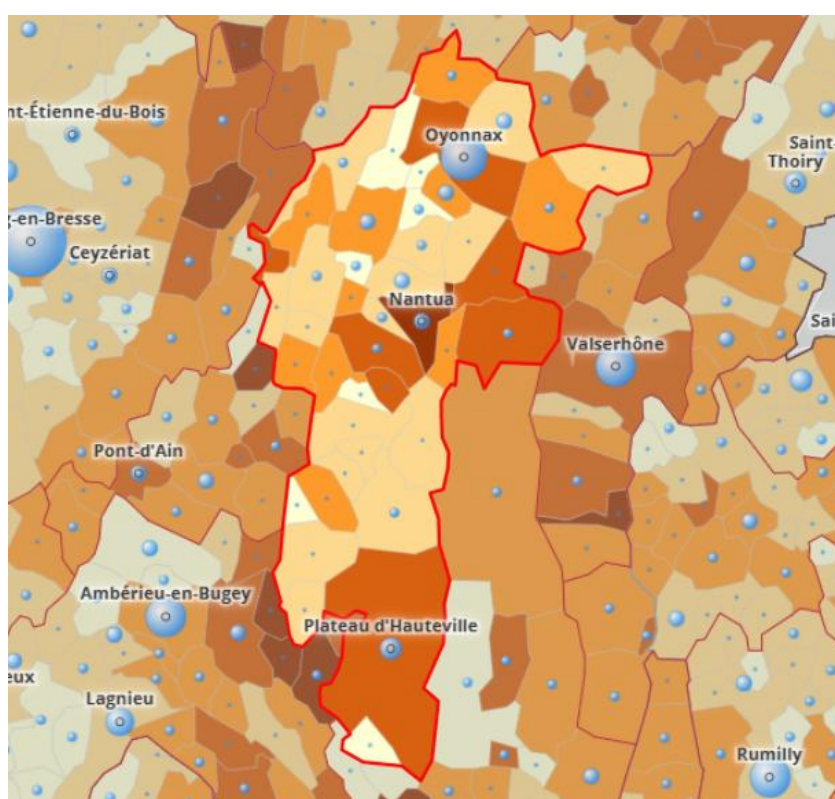 nt-Étienne-du-Bois
Oyonnax
Saint-
Thoiry
g-en-Bresse
Ceyzériat
Nantua
Sai
Valserhône
Pont-d'Ain
Ambérieu-en-Bugey
Plateau d'Hauteville
eux
Lagnieu
Rumilly